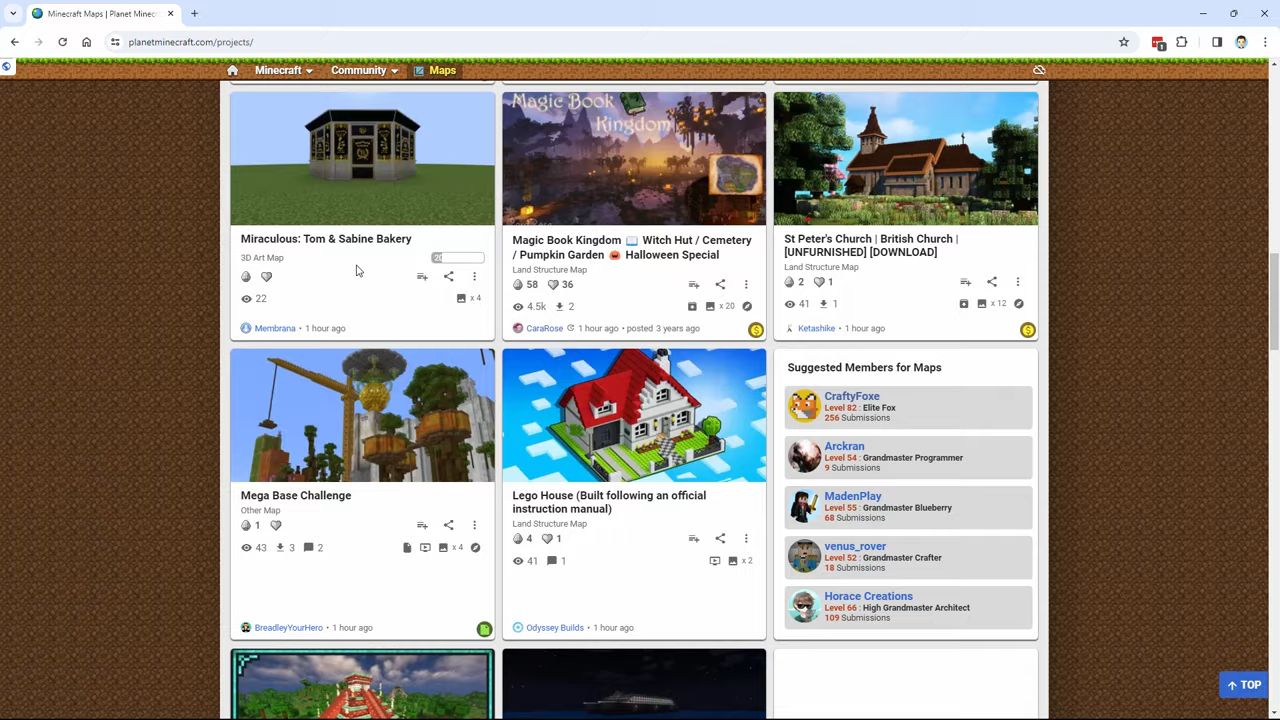 Minecraft Maps | Planet Minec
planetminecraft.com/projects/
1
Minecraft
Community
Maps
Magic Book
Kingdom
Miraculous: Tom & Sabine Bakery
3D Art Map
20
22
x 4
Membrana • 1 hour ago
Magic Book Kingdom 📖 Witch Hut / Cemetery
/ Pumpkin Garden 🎃 Halloween Special
Land Structure Map
58
36
4.5k
2
x 20
CaraRose
1 hour ago • posted 3 years ago
St Peter's Church | British Church |
[UNFURNISHED] [DOWNLOAD]
Land Structure Map
2
1
41
1
x 12
Ketashike • 1 hour ago
Mega Base Challenge
Other Map
1
43
3
2
x 4
BreadleyYourHero • 1 hour ago
Lego House (Built following an official
instruction manual)
Land Structure Map
4
1
41
1
x 2
Odyssey Builds • 1 hour ago
Suggested Members for Maps
CraftyFoxe
Level 82 : Elite Fox
256 Submissions
Arckran
Level 54 : Grandmaster Programmer
9 Submissions
MadenPlay
Level 55 : Grandmaster Blueberry
68 Submissions
venus_rover
Level 52 : Grandmaster Crafter
18 Submissions
Horace Creations
Level 66 : High Grandmaster Architect
109 Submissions
TOP